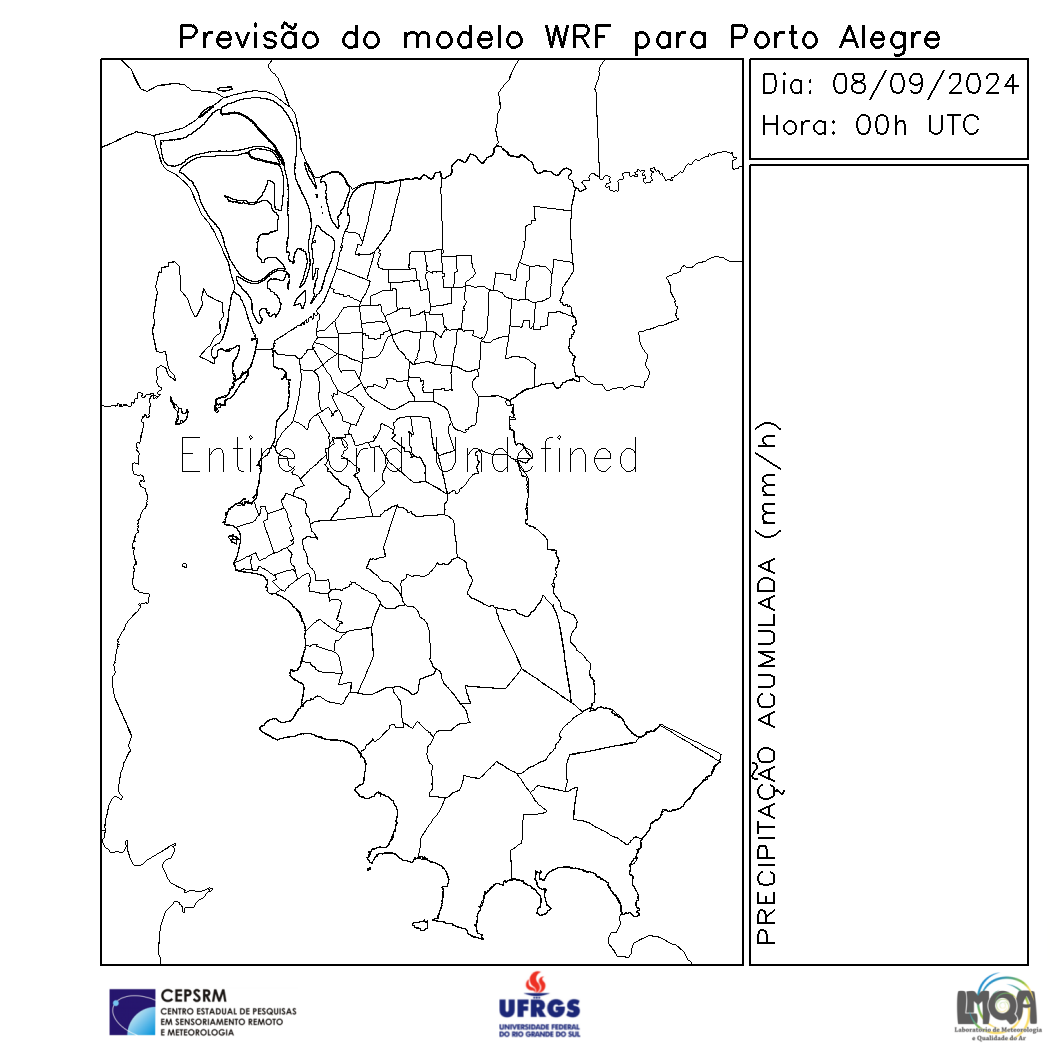 Previsão do modelo WRF para Porto Alegre
Dia: 08/09/2024
Hora: 00h UTC
Entire Grid Undefined
PRECIPITAÇÃO ACUMULADA (mm/h)
CEPSRM
CENTRO ESTADUAL DE PESQUISAS
EM SENSORIAMENTO REMOTO
E METEOROLOGIA
UFRGS
UNIVERSIDADE FEDERAL
DO RIO GRANDE DO SUL
LMQA
Laboratório de Meteorologia
e Qualidade do Ar